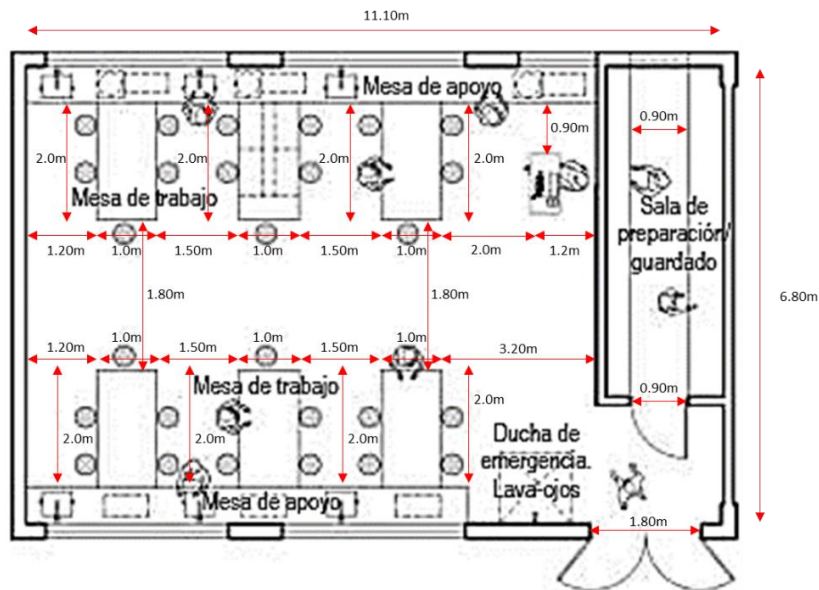 11.10m
Mesa de apoyo
0.90m
0.90m
2.0m
2.0m
2.0m
2.0m
Mesa de trabajo
Sala de
preparación/
guardado
1.20m
1.0m
1.50m
1.0m
1.50m
1.0m
2.0m
1.2m
1.80m
1.80m
6.80m
1.20m
1.0m
1.50m
1.0m
1.50m
1.0m
3.20m
Mesa de trabajo
0.90m
2.0m
2.0m
2.0m
2.0m
Ducha de
emergencia.
Lava-ojos
Mesa de apoyo
1.80m